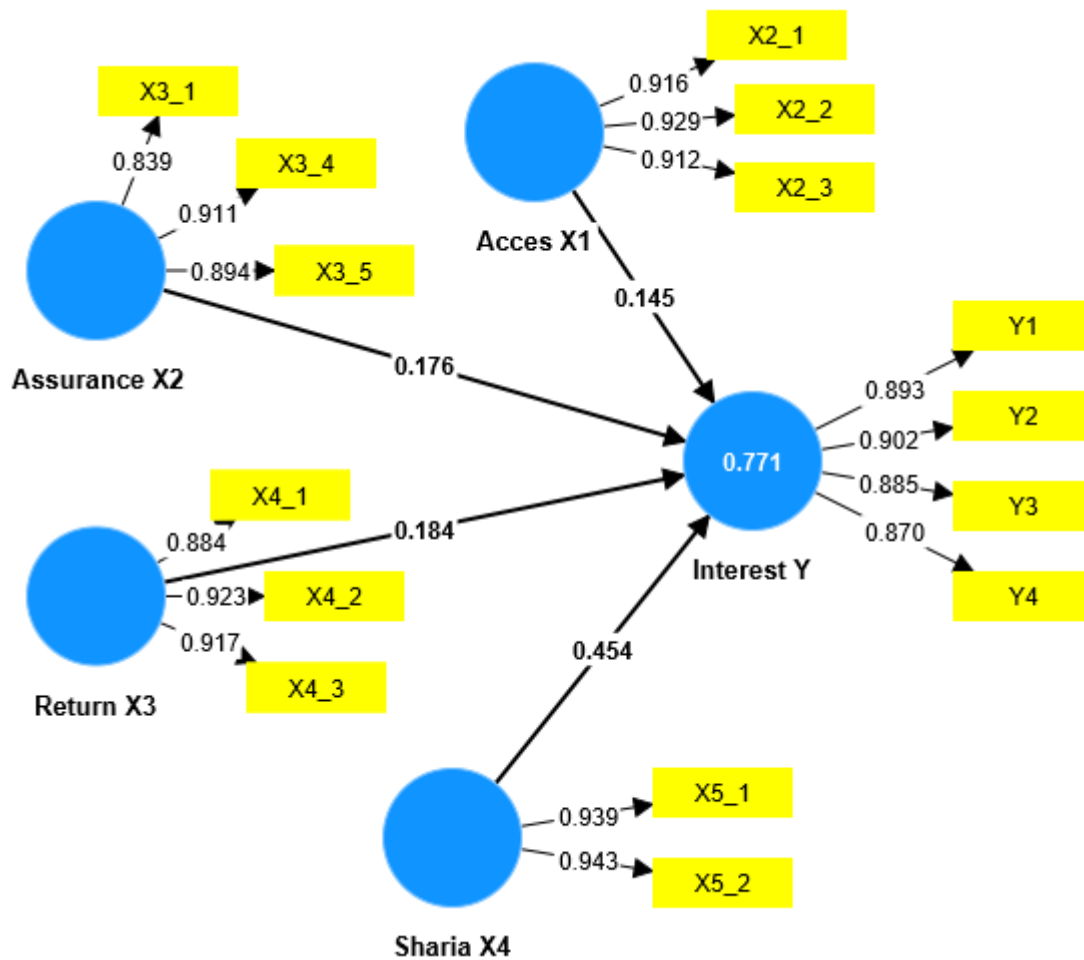 X2_1
0.916
X2_2
0.929
X2_3
0.912
Acces X1
0.145
X3_1
0.839
X3_4
0.911
X3_5
0.894
Assurance X2
0.176
Y1
0.893
Y2
0.902
Y3
0.885
Y4
0.870
0.771
Interest Y
X4_1
0.884
X4_2
0.923
X4_3
0.917
Return X3
0.184
0.454
X5_1
0.939
X5_2
0.943
Sharia X4